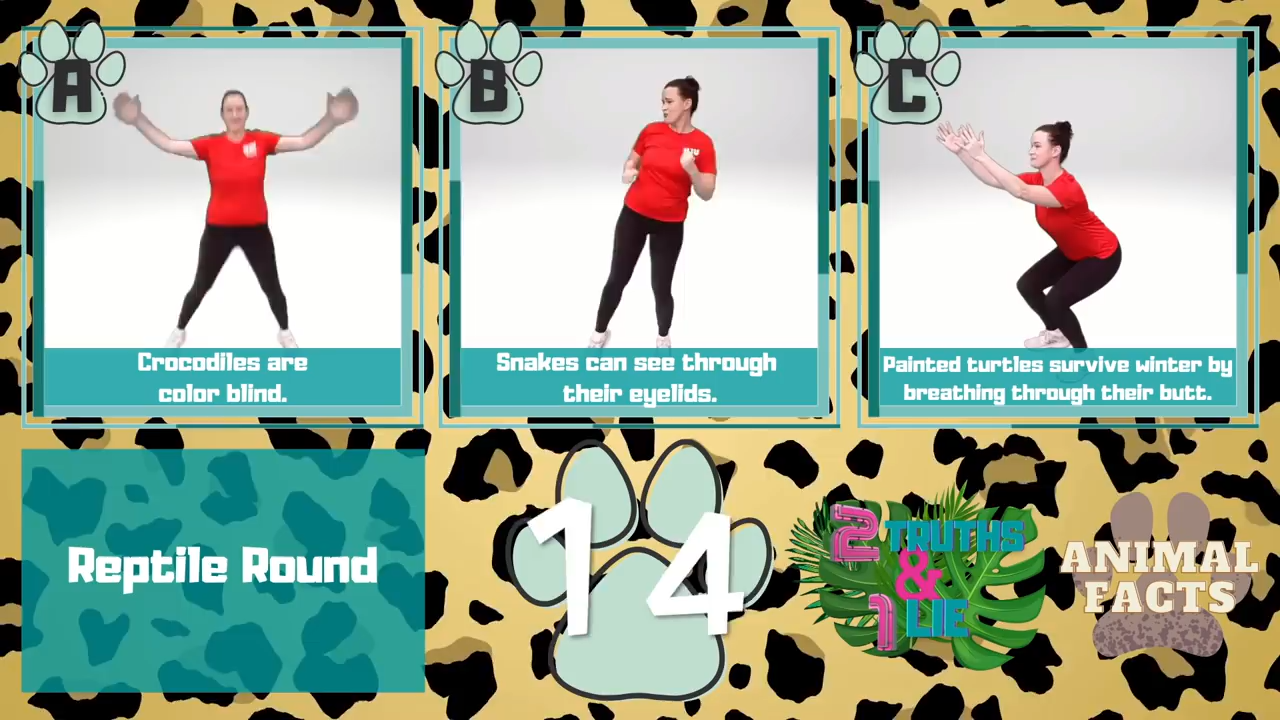 A
B
C
Crocodiles are
color blind.
Snakes can see through
their eyelids.
Painted turtles survive winter by
breathing through their butt.
Reptile Round
14
2 TRUTHS
&
1 LIE
ANIMAL
FACTS